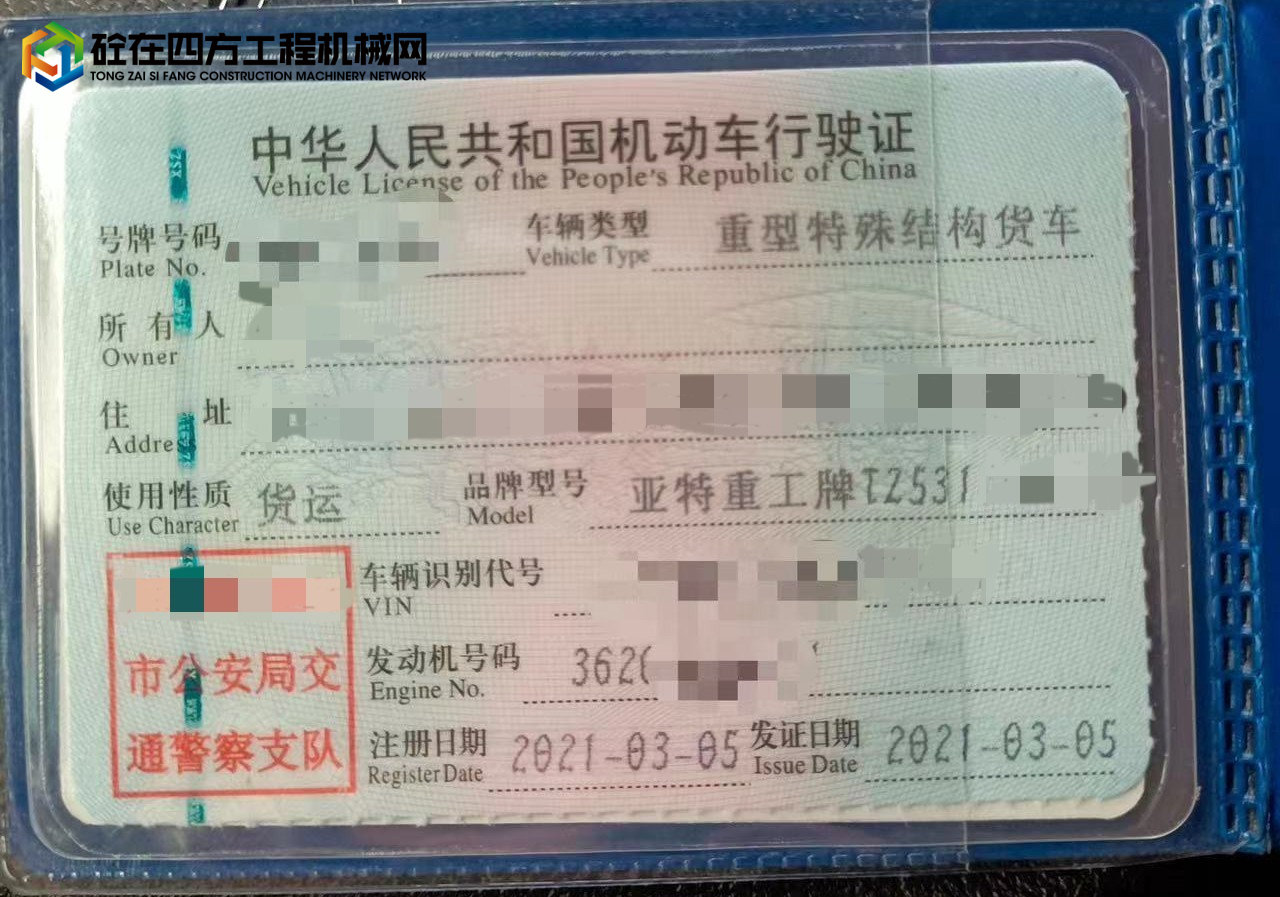 砼在四方工程机械网
TONG ZAI SI FANG CONSTRUCTION MACHINERY NETWORK
中华人民共和国机动车行驶证
Vehicle License of the People's Republic of China
号牌号码 车辆类型 重型特殊结构货车
Plate No. Vehicle Type
所有人
Owner
住址
Addre
使用性质 货运 品牌型号 亚特重工牌TZ531
Use Character Model
车辆识别代号
VIN
市公安局交
通警察支队
发动机号码 362
Engine No.
注册日期 2021-03-05 发证日期 2021-03-05
Register Date Issue Date